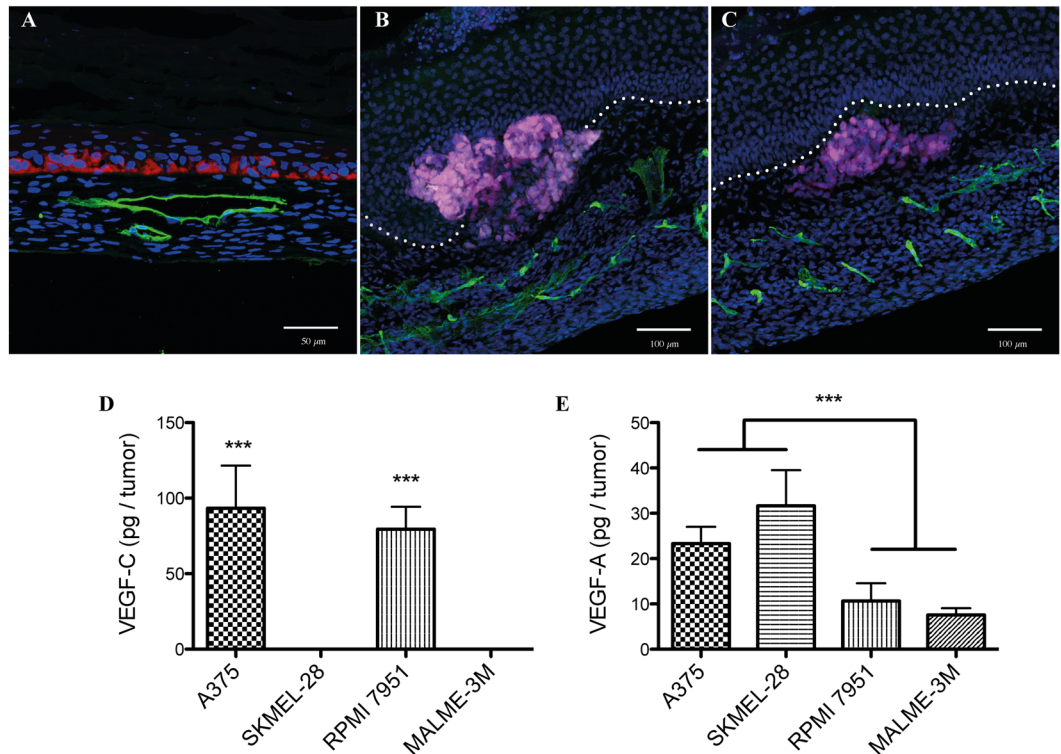 A
B
C
50 µm
100 µm
100 µm
D
VEGF-C (pg / tumor)
150
100
50
0
***
***
A375
SKMEL-28
RPMI 7951
MALME-3M
E
VEGF-A (pg / tumor)
50
40
30
20
10
0
***
A375
SKMEL-28
RPMI 7951
MALME-3M